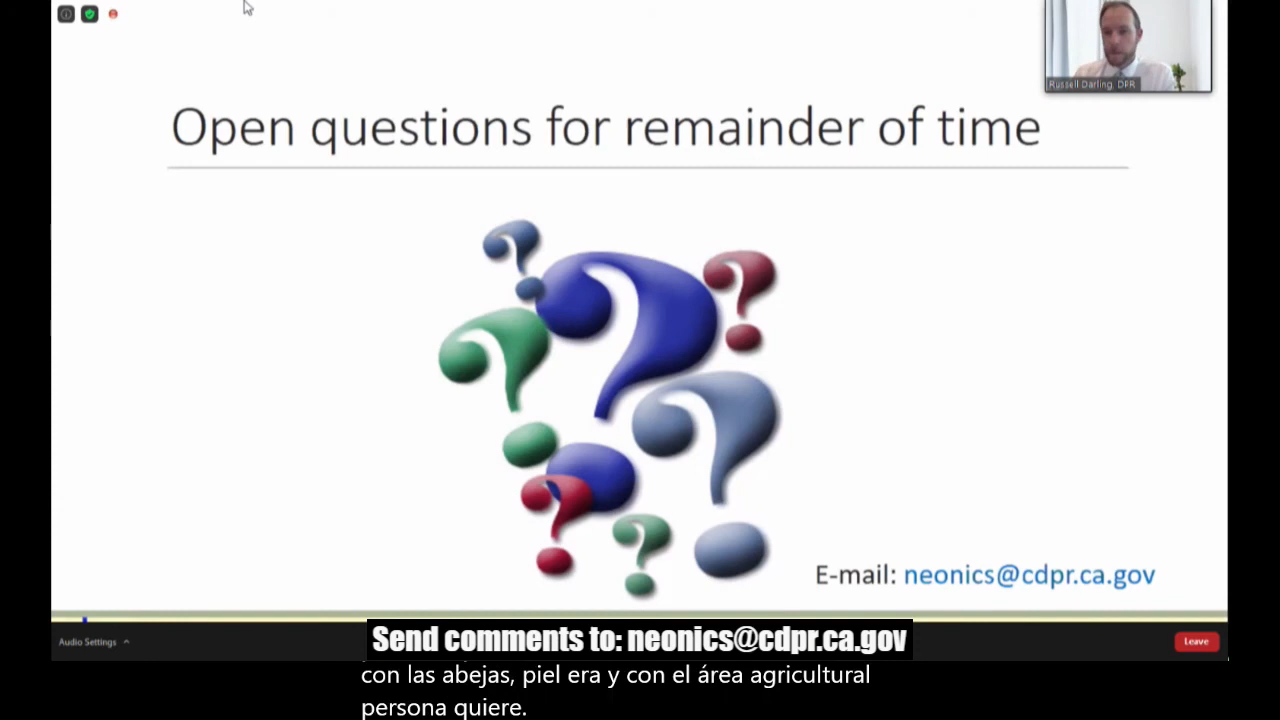 Russell Darling, DPR
Open questions for remainder of time
E-mail: neonics@cdpr.ca.gov
Audio Settings
Leave
Send comments to: neonics@cdpr.ca.gov
con las abejas, piel era y con el área agricultural
persona quiere.